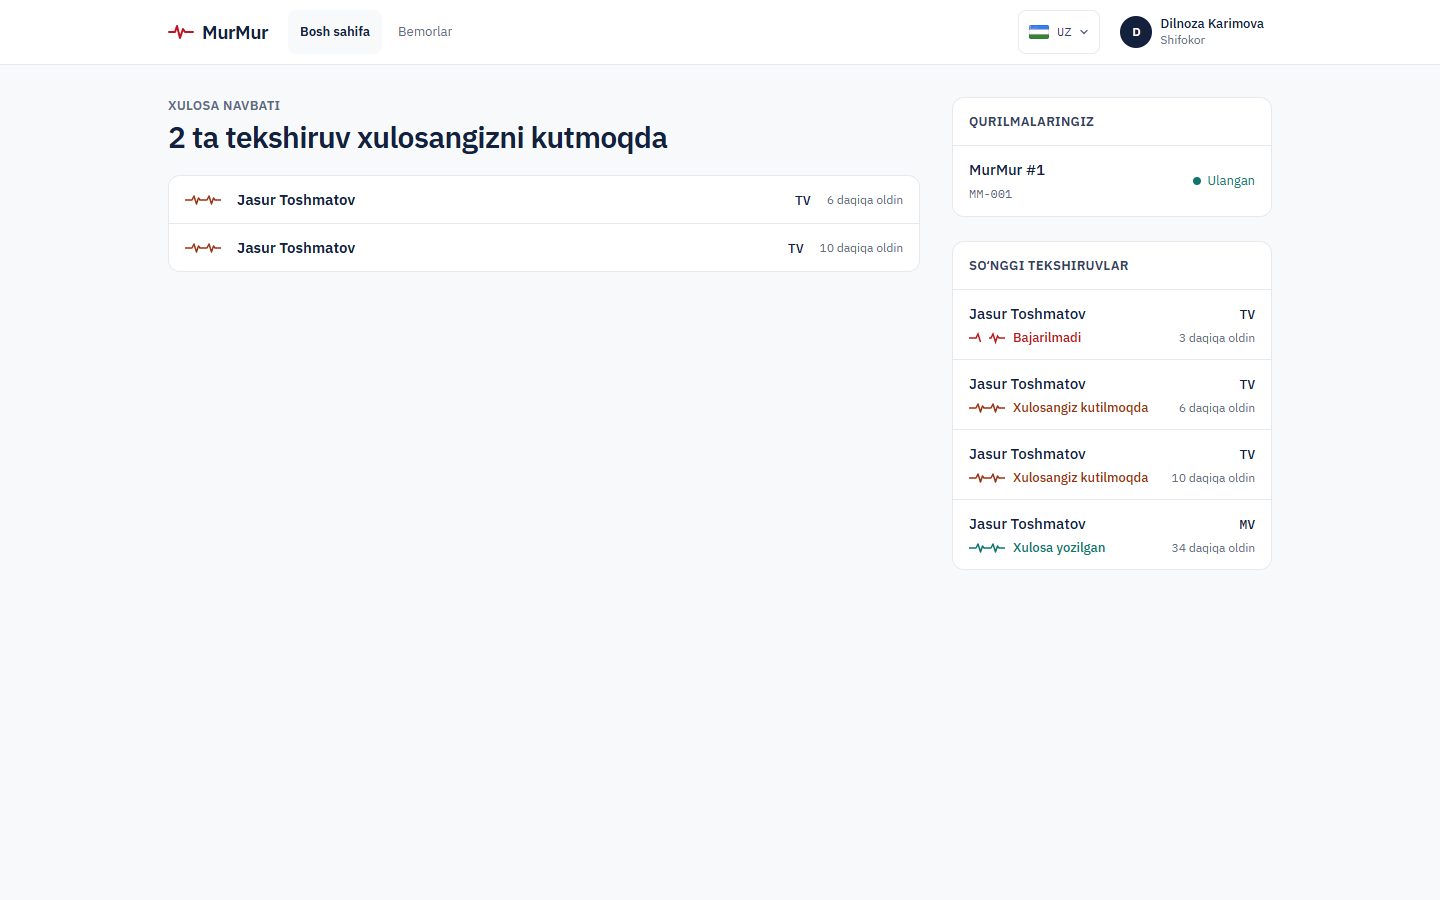 MurMur
Bosh sahifa
Bemorlar
UZ
D
Dilnoza Karimova
Shifokor
XULOSA NAVBATI
2 ta tekshiruv xulosangizni kutmoqda
Jasur Toshmatov TV 6 daqiqa oldin
Jasur Toshmatov TV 10 daqiqa oldin
QURILMALARINGIZ
MurMur #1
MM-001
Ulangan
SOʻNGGI TEKSHIRUVLAR
Jasur Toshmatov TV
Bajarilmadi 3 daqiqa oldin
Jasur Toshmatov TV
Xulosangiz kutilmoqda 6 daqiqa oldin
Jasur Toshmatov TV
Xulosangiz kutilmoqda 10 daqiqa oldin
Jasur Toshmatov MV
Xulosa yozilgan 34 daqiqa oldin